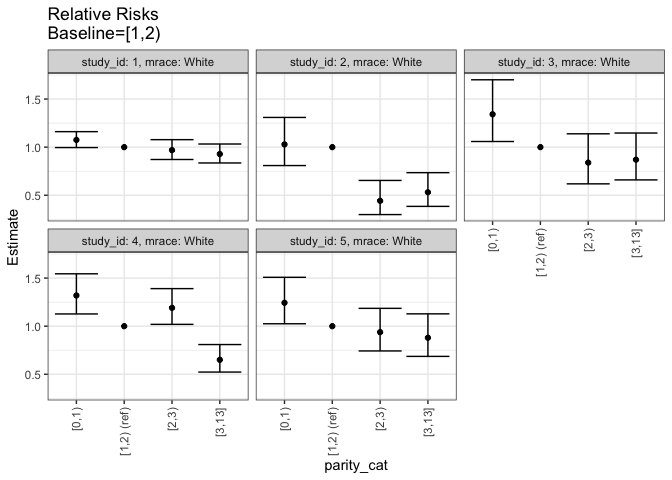 Relative Risks
Baseline=[1,2)
study_id: 1, mrace: White
study_id: 2, mrace: White
study_id: 3, mrace: White
1.5
1.0
0.5
Estimate
study_id: 4, mrace: White
study_id: 5, mrace: White
[0,1)
[1,2) (ref)
[2,3)
[3,13]
1.5
1.0
0.5
[0,1)
[1,2) (ref)
[2,3)
[3,13]
[0,1)
[1,2) (ref)
[2,3)
[3,13]
parity_cat